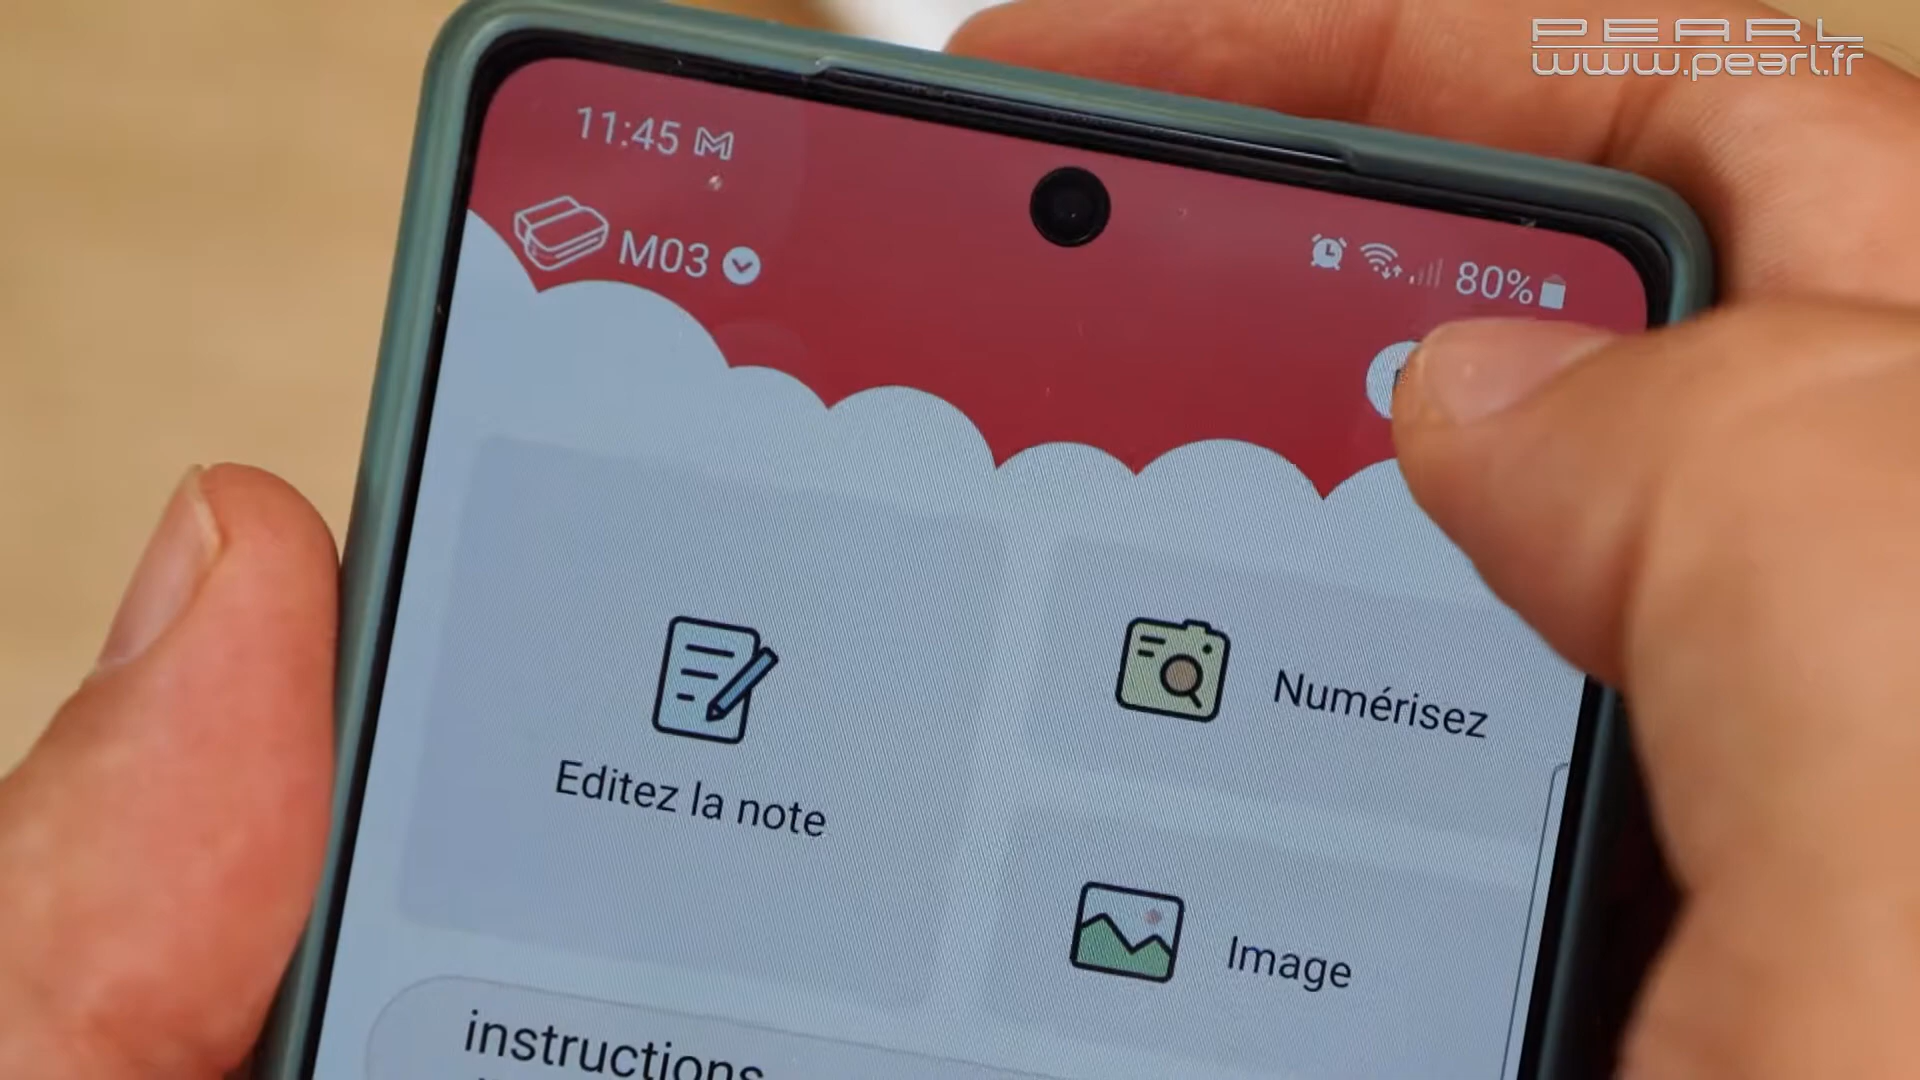 PEARL
www.pearl.fr
11:45
80%
M03
Numérisez
Editez la note
Image
instructions